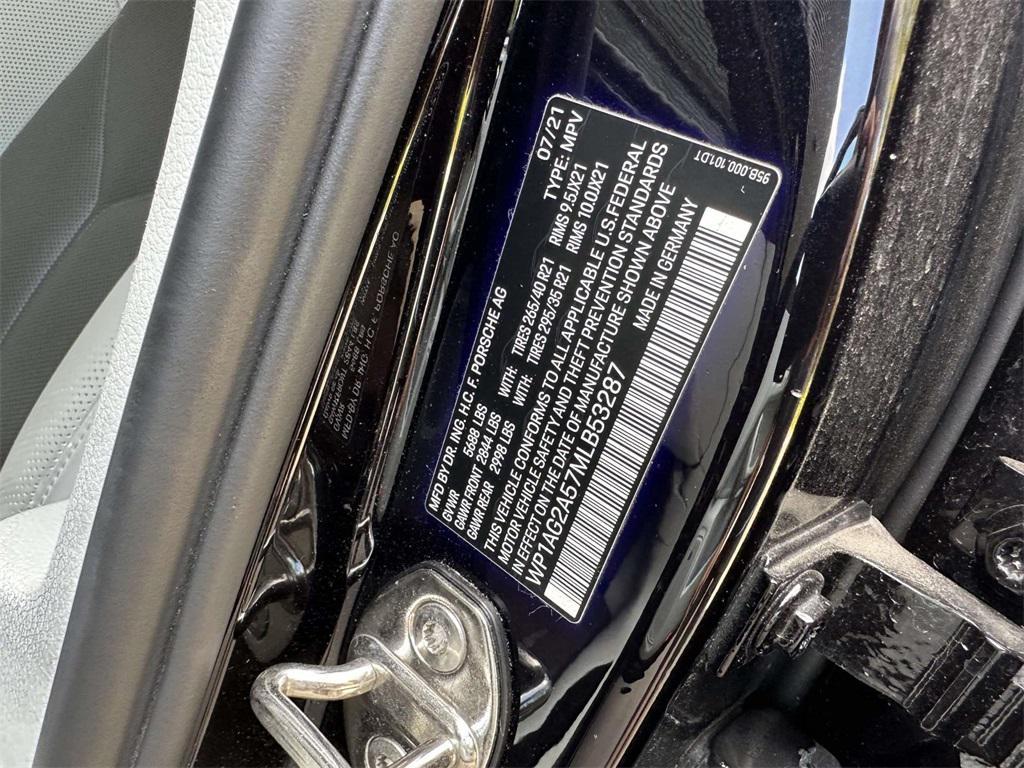 MFD BY DR. ING. H.C. F. PORSCHE AG 07/21
GVWR 5688 LBS TYPE: MPV
GAWR FRONT 2844 LBS WITH: TIRES 265/40 R21 RIMS 9.5JX21
GAWR REAR 2998 LBS WITH: TIRES 295/35 R21 RIMS 10.0JX21
THIS VEHICLE CONFORMS TO ALL APPLICABLE U.S.FEDERAL
MOTOR VEHICLE SAFETY AND THEFT PREVENTION STANDARDS
IN EFFECT ON THE DATE OF MANUFACTURE SHOWN ABOVE
WP1AG2A57MLB53287 MADE IN GERMANY
95B.000.101.DT